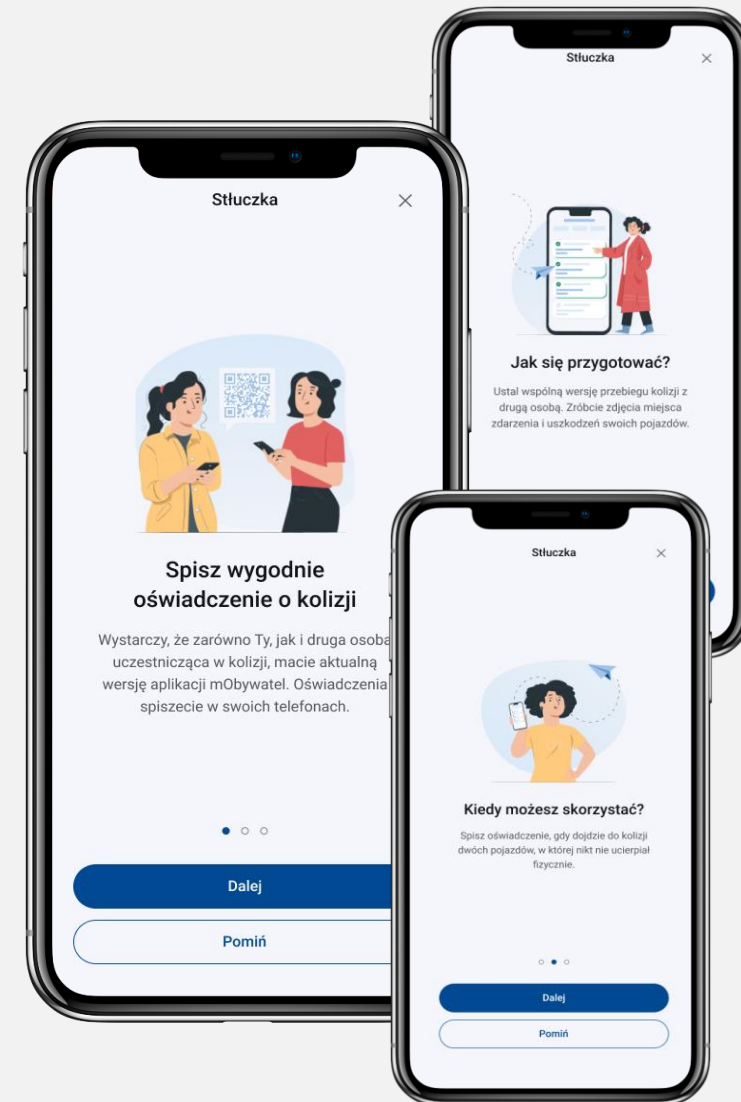 Stłuczka
Spisz wygodnie
oświadczenie o kolizji
Wystarczy, że zarówno Ty, jak i druga osoba
uczestnicząca w kolizji, macie aktualną
wersję aplikacji mObywatel. Oświadczenia
spiszecie w swoich telefonach.
Dalej
Pomiń
Stłuczka
Jak się przygotować?
Ustal wspólną wersję przebiegu kolizji z
drugą osobą. Zróbcie zdjęcia miejsca
zdarzenia i uszkodzeń swoich pojazdów.
Stłuczka
Kiedy możesz skorzystać?
Spisz oświadczenie, gdy dojdzie do kolizji
dwóch pojazdów, w której nikt nie ucierpiał
fizycznie.
Dalej
Pomiń